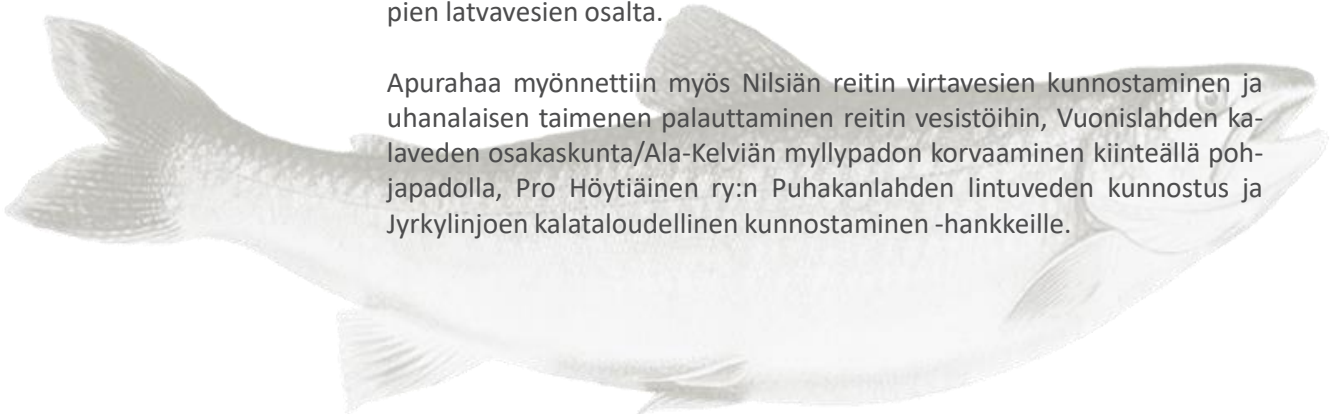 pien latvavesien osalta.
Apurahaa myönnettiin myös Nilsiän reitin virtavesien kunnostaminen ja
uhanalaisen taimenen palauttaminen reitin vesistöihin, Vuonislahden ka-
laveden osakaskunta/Ala-Kelviän myllypadon korvaaminen kiinteällä poh-
japadolla, Pro Höytiäinen ry:n Puhakanlahden lintuveden kunnostus ja
Jyrkylinjoen kalataloudellinen kunnostaminen -hankkeille.